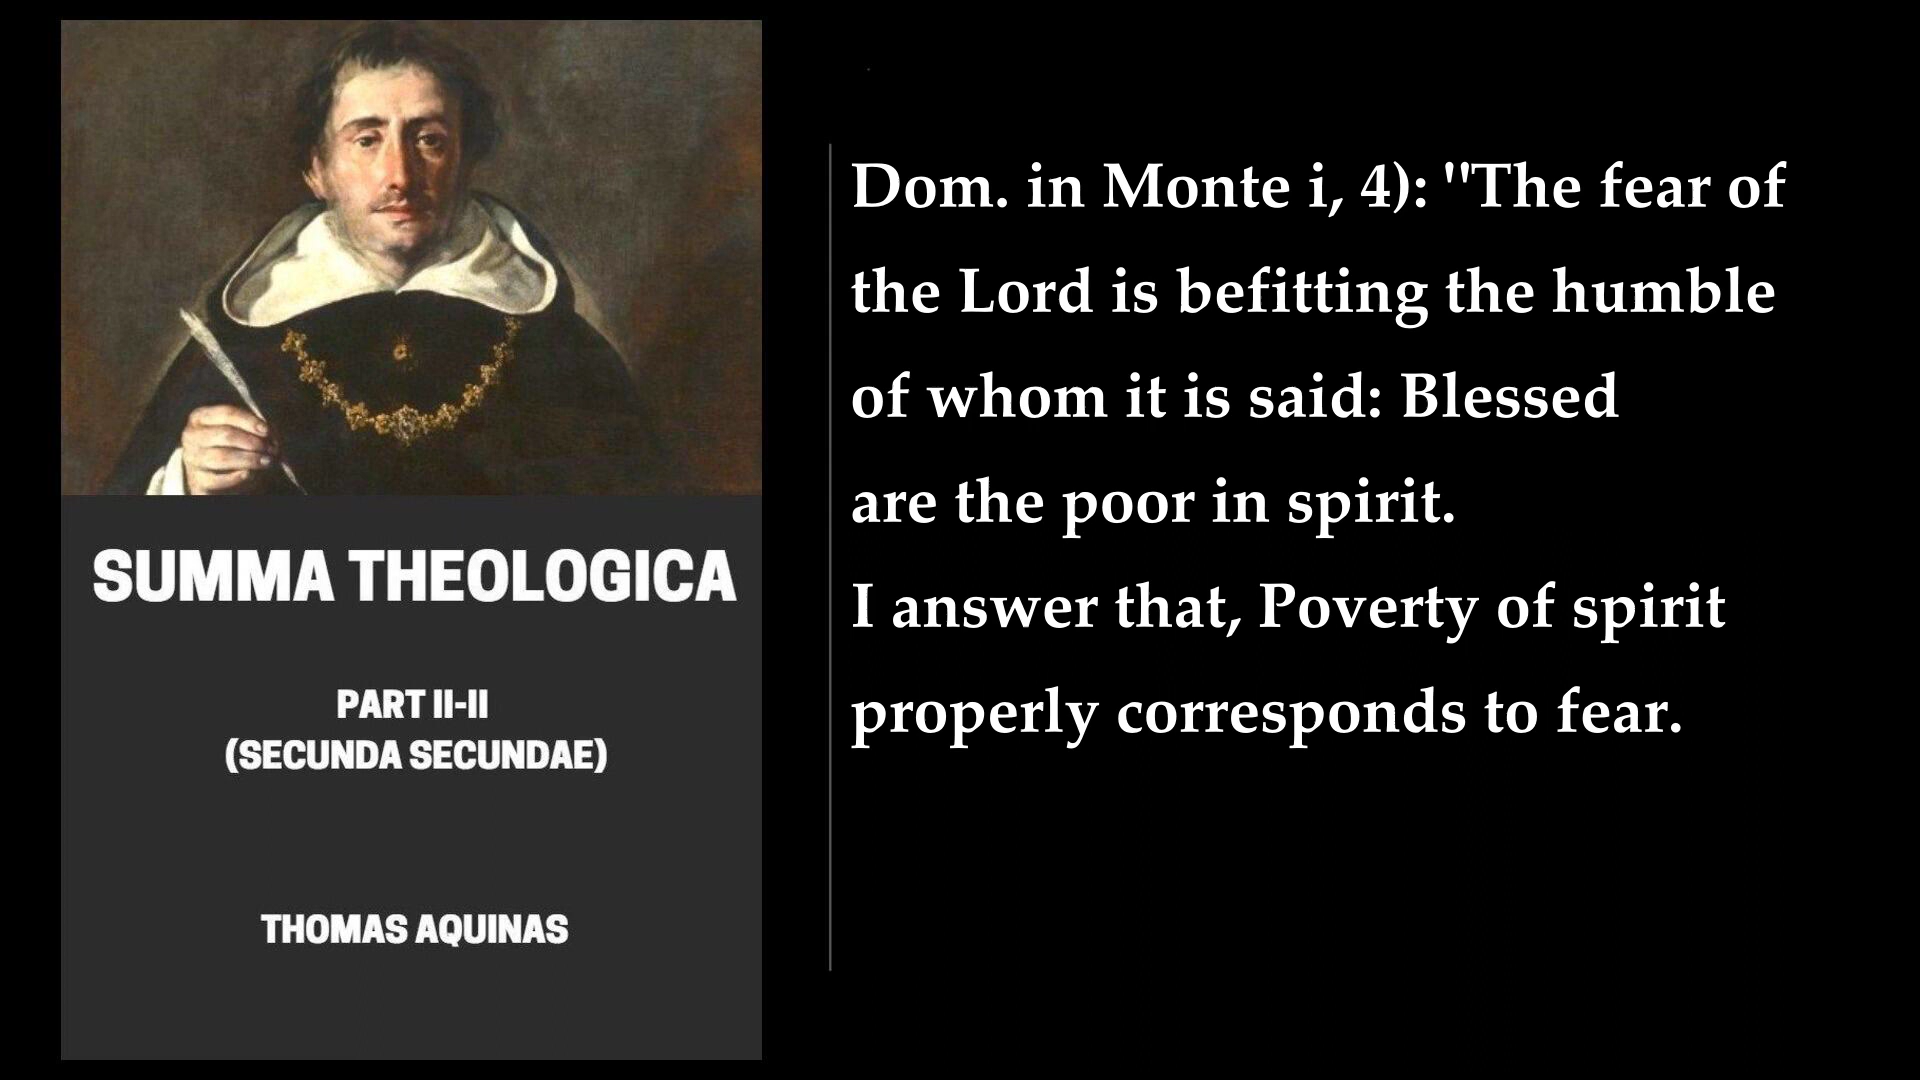 SUMMA THEOLOGICA
PART II-II
(SECUNDA SECUNDAE)
THOMAS AQUINAS
Dom. in Monte i, 4): "The fear of
the Lord is befitting the humble
of whom it is said: Blessed
are the poor in spirit.
I answer that, Poverty of spirit
properly corresponds to fear.